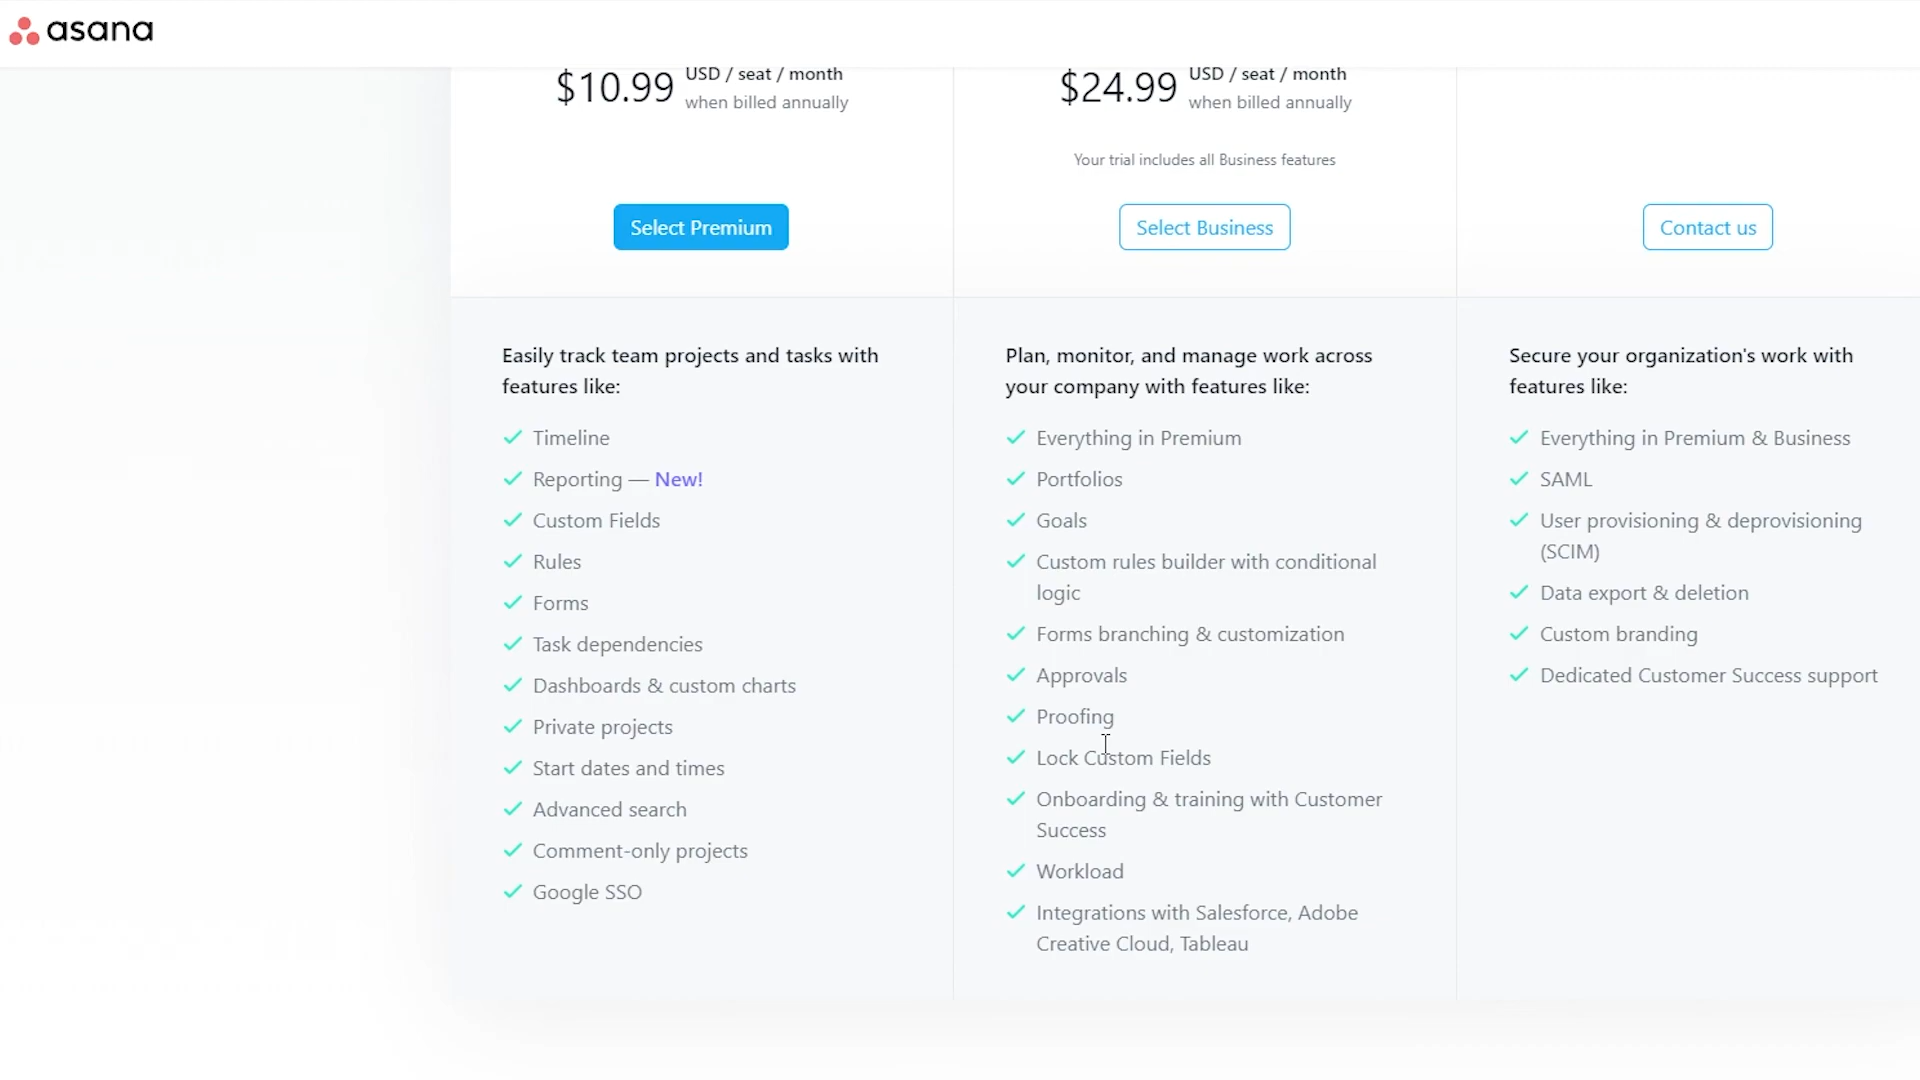 asana
$10.99 USD / seat / month
when billed annually
Select Premium
Easily track team projects and tasks with
features like:
Timeline
Reporting — New!
Custom Fields
Rules
Forms
Task dependencies
Dashboards & custom charts
Private projects
Start dates and times
Advanced search
Comment-only projects
Google SSO
$24.99 USD / seat / month
when billed annually
Your trial includes all Business features
Select Business
Plan, monitor, and manage work across
your company with features like:
Everything in Premium
Portfolios
Goals
Custom rules builder with conditional
logic
Forms branching & customization
Approvals
Proofing
Lock Custom Fields
Onboarding & training with Customer
Success
Workload
Integrations with Salesforce, Adobe
Creative Cloud, Tableau
Contact us
Secure your organization's work with
features like:
Everything in Premium & Business
SAML
User provisioning & deprovisioning
(SCIM)
Data export & deletion
Custom branding
Dedicated Customer Success support